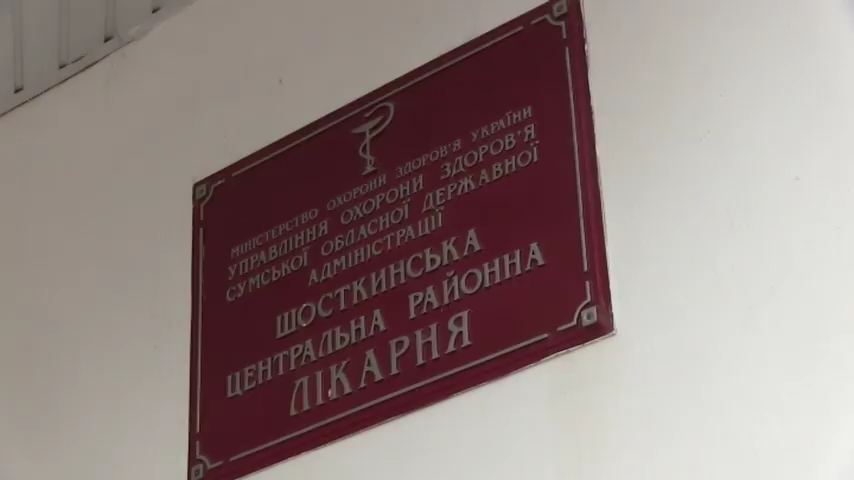 МІНІСТЕРСТВО ОХОРОНИ ЗДОРОВ'Я УКРАЇНИ
УПРАВЛІННЯ ОХОРОНИ ЗДОРОВ'Я
СУМСЬКОЇ ОБЛАСНОЇ ДЕРЖАВНОЇ
АДМІНІСТРАЦІЇ
ШОСТКИНСЬКА
ЦЕНТРАЛЬНА РАЙОННА
ЛІКАРНЯ